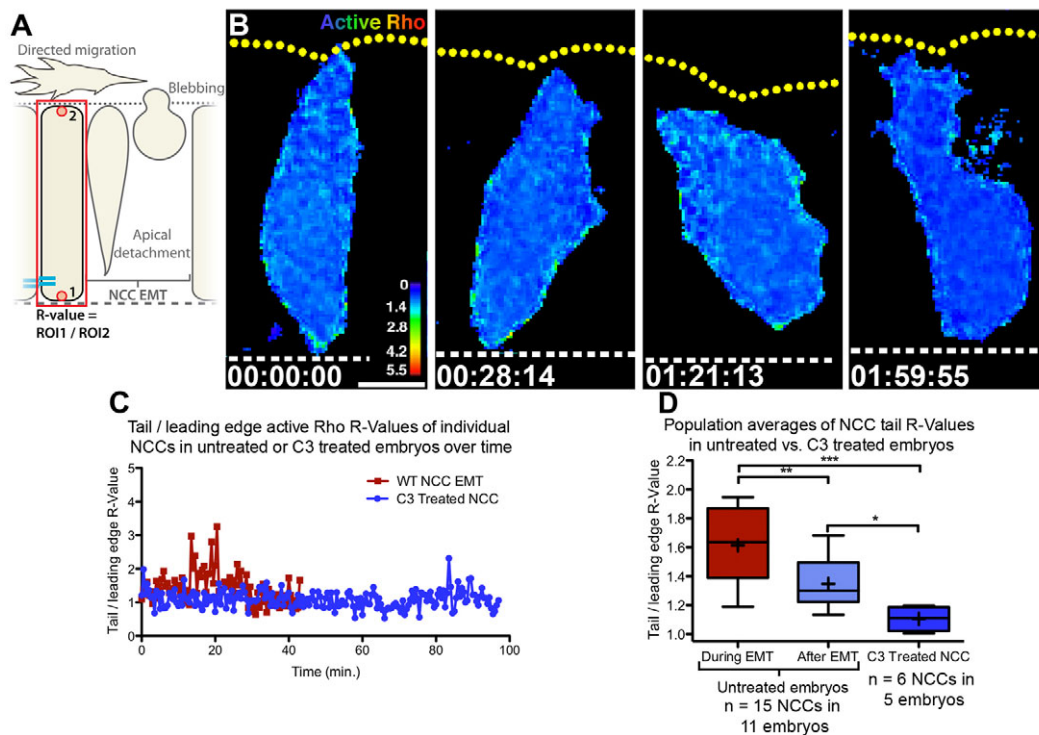 A
Directed migration
Blebbing
2
Apical
detachment
1
NCC EMT
R-value =
ROI1 / ROI2
B
Active Rho
0
1.4
2.8
4.2
5.5
00:00:00
00:28:14
01:21:13
01:59:55
C
Tail / leading edge active Rho R-Values of individual
NCCs in untreated or C3 treated embryos over time
Tail / leading edge R-Value
5
4
3
2
1
0
WT NCC EMT
C3 Treated NCC
0 20 40 60 80 100
Time (min.)
D
Population averages of NCC tail R-Values
in untreated vs. C3 treated embryos
Tail / leading edge R-Value
2.2
2.0
1.8
1.6
1.4
1.2
1.0
***
**
*
During EMT After EMT C3 Treated NCC
Untreated embryos
n = 15 NCCs in
11 embryos
n = 6 NCCs in
5 embryos